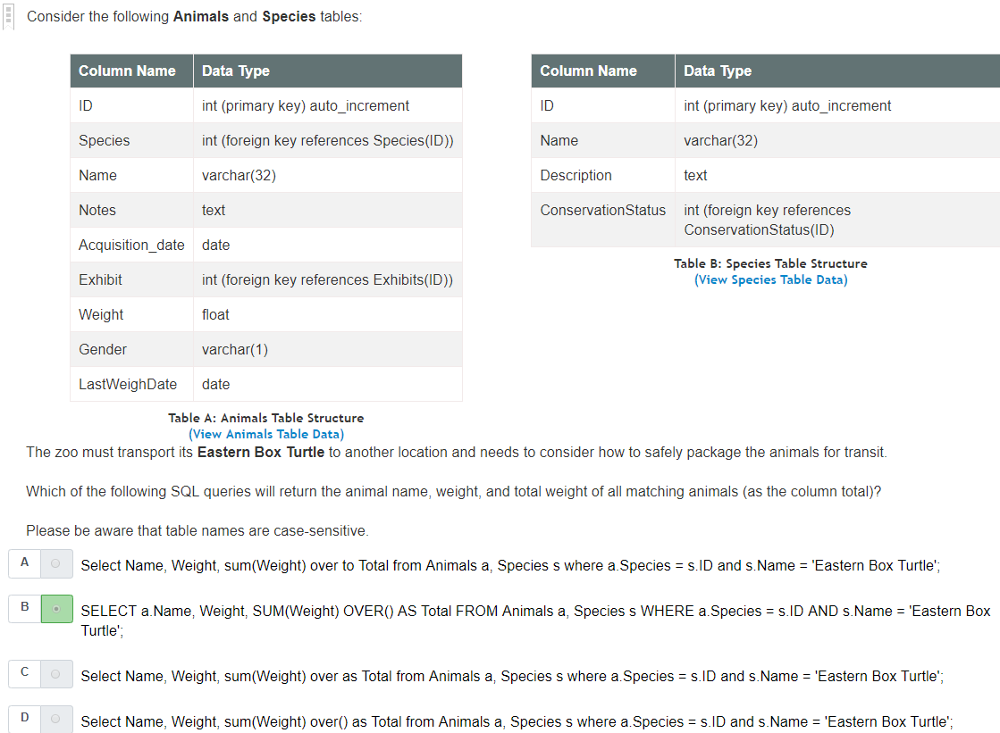 Consider the following Animals and Species tables:
Column Name Data Type
ID int (primary key) auto_increment
Species int (foreign key references Species(ID))
Name varchar(32)
Notes text
Acquisition_date date
Exhibit int (foreign key references Exhibits(ID))
Weight float
Gender varchar(1)
LastWeighDate date
Table A: Animals Table Structure
(View Animals Table Data)
Column Name Data Type
ID int (primary key) auto_increment
Name varchar(32)
Description text
ConservationStatus int (foreign key references
ConservationStatus(ID)
Table B: Species Table Structure
(View Species Table Data)
The zoo must transport its Eastern Box Turtle to another location and needs to consider how to safely package the animals for transit.
Which of the following SQL queries will return the animal name, weight, and total weight of all matching animals (as the column total)?
Please be aware that table names are case-sensitive.
A Select Name, Weight, sum(Weight) over to Total from Animals a, Species s where a.Species = s.ID and s.Name = 'Eastern Box Turtle';
B SELECT a.Name, Weight, SUM(Weight) OVER() AS Total FROM Animals a, Species s WHERE a.Species = s.ID AND s.Name = 'Eastern Box
Turtle';
C Select Name, Weight, sum(Weight) over as Total from Animals a, Species s where a.Species = s.ID and s.Name = 'Eastern Box Turtle';
D Select Name, Weight, sum(Weight) over() as Total from Animals a, Species s where a.Species = s.ID and s.Name = 'Eastern Box Turtle';